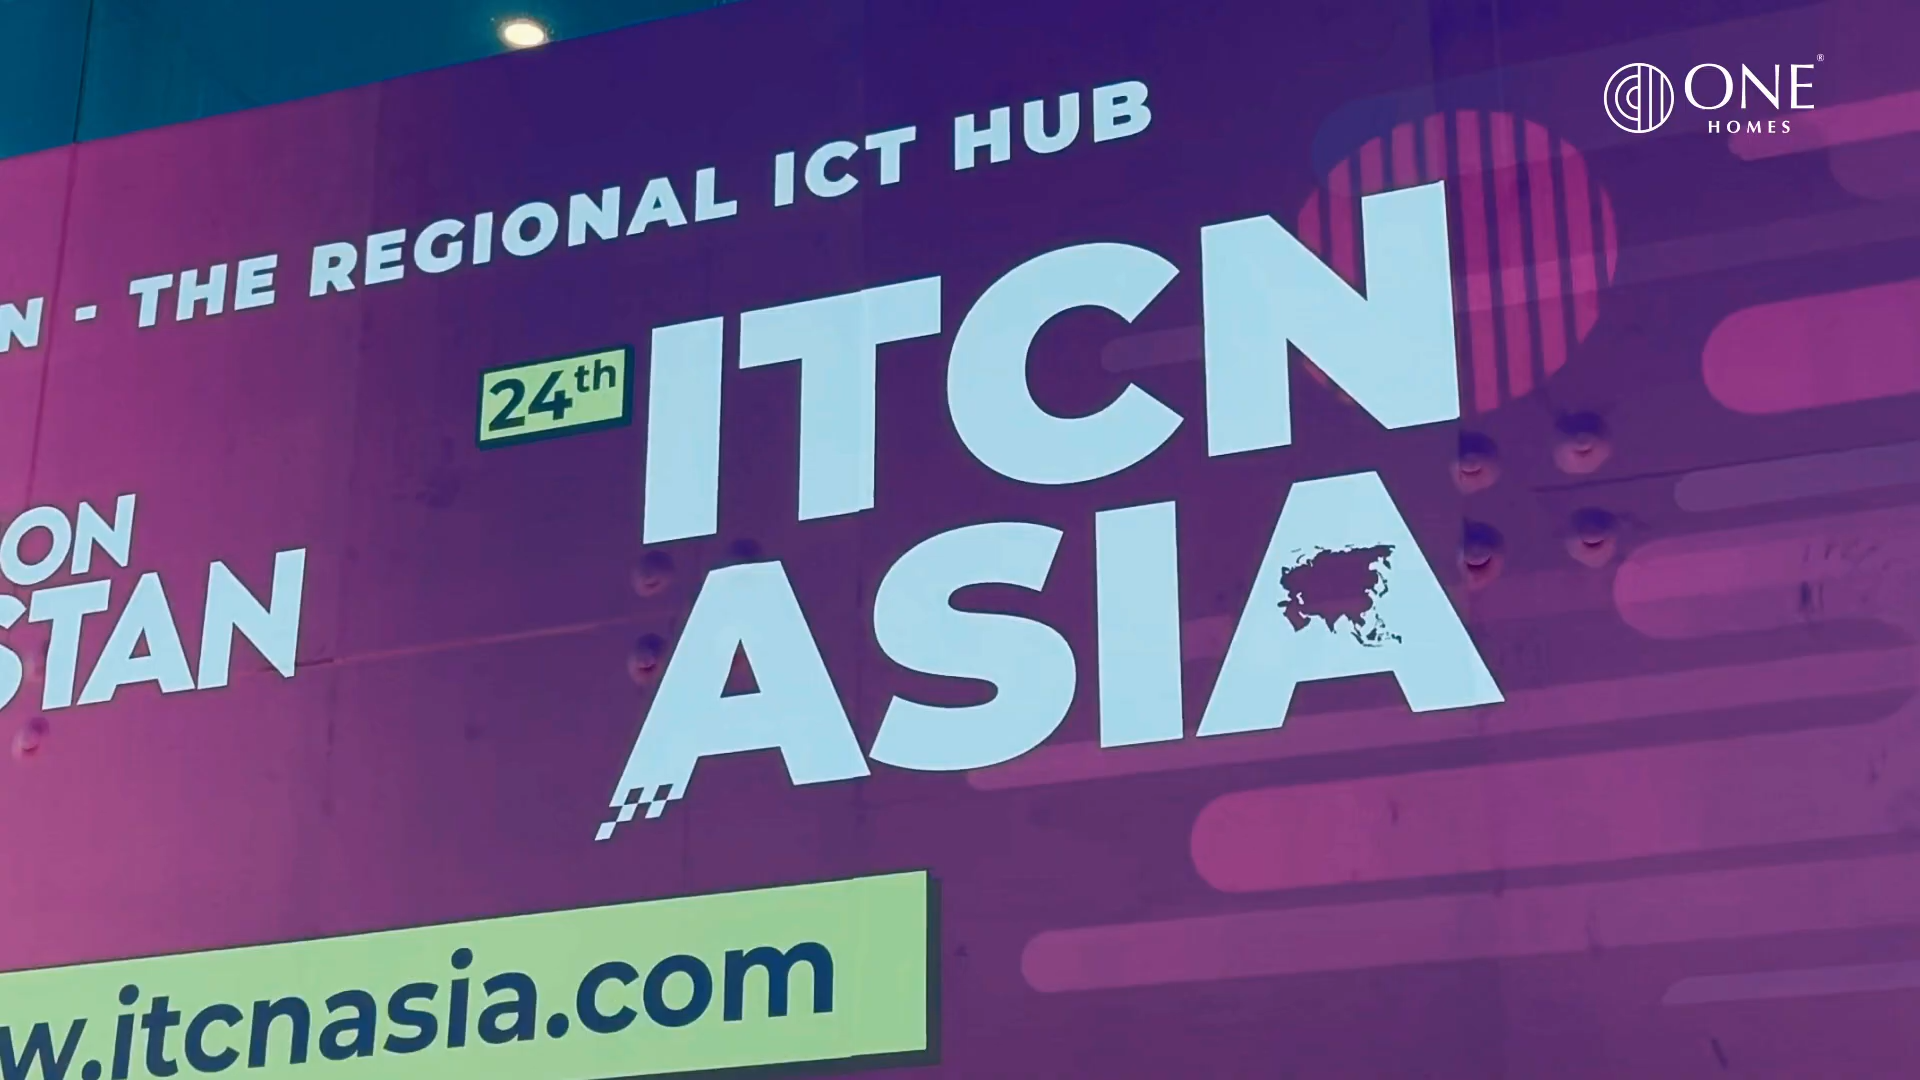 ONE®
HOMES
N - THE REGIONAL ICT HUB
24th
ITCN
ASIA
ON
STAN
w.itcnasia.com